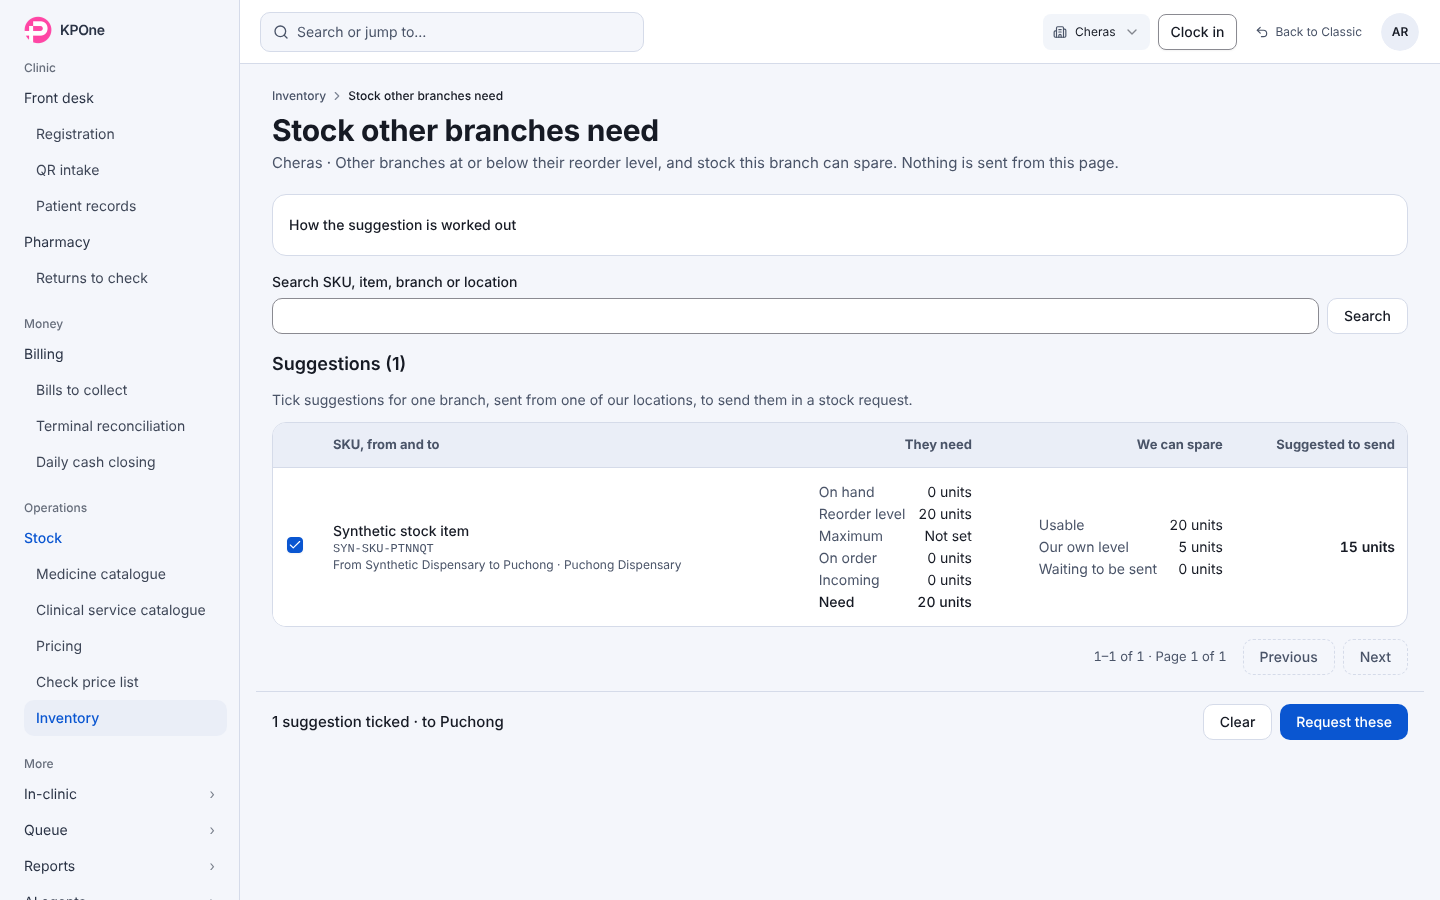 KPOne
Clinic
Front desk
Registration
QR intake
Patient records
Pharmacy
Returns to check
Money
Billing
Bills to collect
Terminal reconciliation
Daily cash closing
Operations
Stock
Medicine catalogue
Clinical service catalogue
Pricing
Check price list
Inventory
More
In-clinic
Queue
Reports
Search or jump to...
Cheras
Clock in
Back to Classic
AR
Inventory > Stock other branches need
Stock other branches need
Cheras · Other branches at or below their reorder level, and stock this branch can spare. Nothing is sent from this page.
How the suggestion is worked out
Search SKU, item, branch or location
Search
Suggestions (1)
Tick suggestions for one branch, sent from one of our locations, to send them in a stock request.
SKU, from and to They need We can spare Suggested to send
Synthetic stock item
SYN-SKU-PTNNQT
From Synthetic Dispensary to Puchong · Puchong Dispensary
On hand 0 units
Reorder level 20 units
Maximum Not set
On order 0 units
Incoming 0 units
Need 20 units
Usable 20 units
Our own level 5 units
Waiting to be sent 0 units
15 units
1–1 of 1 · Page 1 of 1
Previous
Next
1 suggestion ticked · to Puchong
Clear
Request these